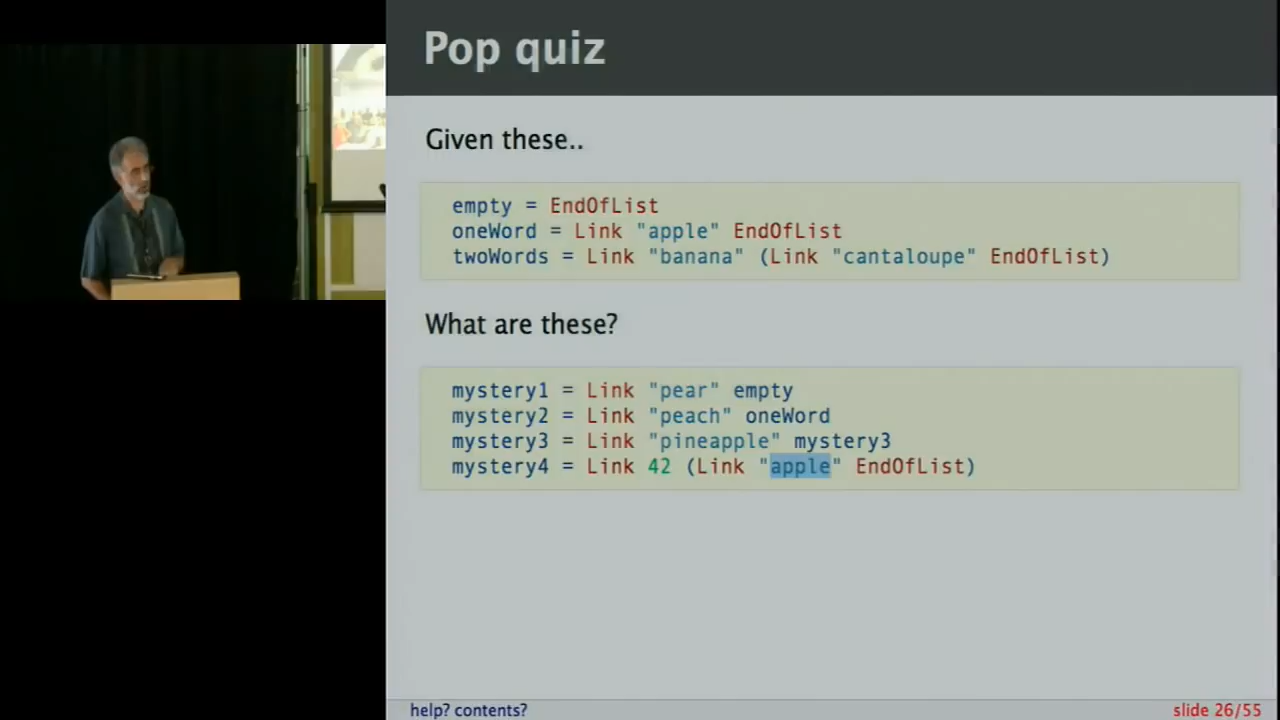 Pop quiz
Given these..
empty = EndOfList
oneWord = Link "apple" EndOfList
twoWords = Link "banana" (Link "cantaloupe" EndOfList)
What are these?
mystery1 = Link "pear" empty
mystery2 = Link "peach" oneWord
mystery3 = Link "pineapple" mystery3
mystery4 = Link 42 (Link "apple" EndOfList)
help? contents?
slide 26/55